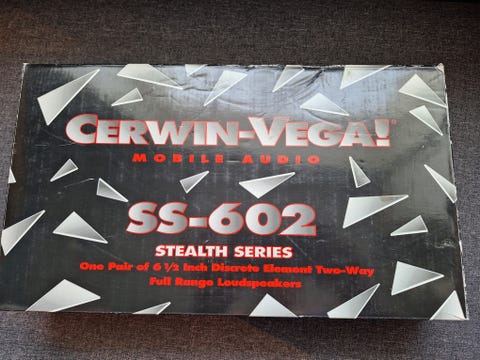 CERWIN-VEGA!®
MOBILE AUDIO
SS-602
STEALTH SERIES
One Pair of 6 1/2 Inch Discrete Element Two-Way
Full Range Loudspeakers